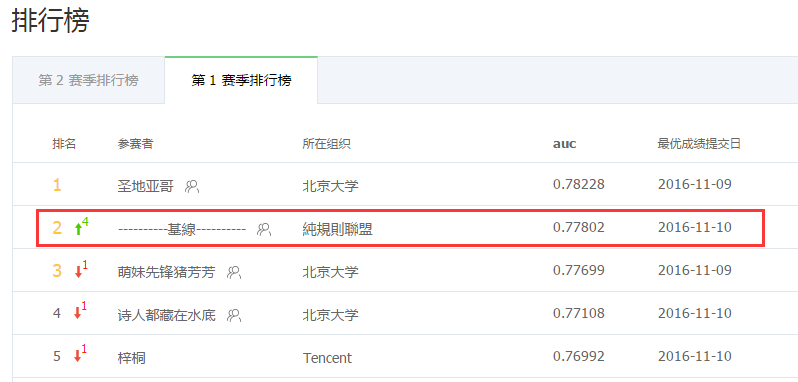 排行榜
第 2 赛季排行榜 第 1 赛季排行榜
排名 参赛者 所在组织 auc 最优成绩提交日
1 圣地亚哥 北京大学 0.78228 2016-11-09
2 4 ----------基線---------- 純規則聯盟 0.77802 2016-11-10
3 1 萌妹先锋猪芳芳 北京大学 0.77699 2016-11-09
4 1 诗人都藏在水底 北京大学 0.77108 2016-11-10
5 1 梓桐 Tencent 0.76992 2016-11-10